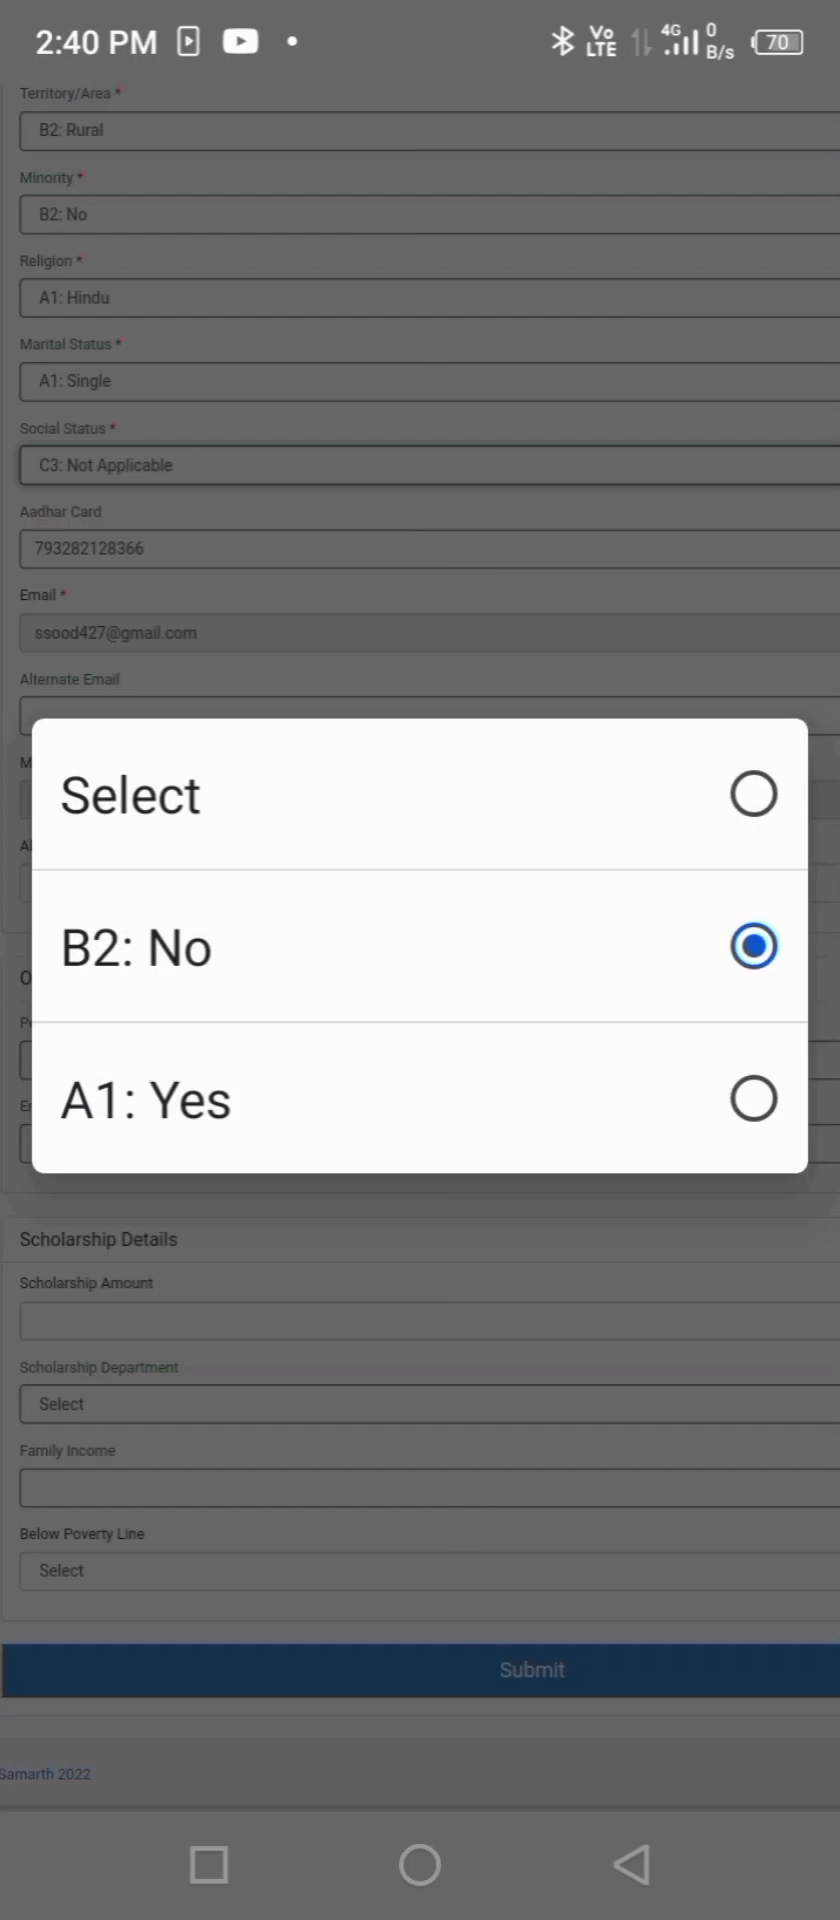 2:40 PM
Vo LTE 4G 0 B/s 70
Territory/Area *
B2: Rural
Minority *
B2: No
Religion *
A1: Hindu
Marital Status *
A1: Single
Social Status *
C3: Not Applicable
Aadhar Card
793282128366
Email *
ssood427@gmail.com
Alternate Email
Select
B2: No
A1: Yes
Scholarship Details
Scholarship Amount
Scholarship Department
Select
Family Income
Below Poverty Line
Select
Submit
Samarth 2022